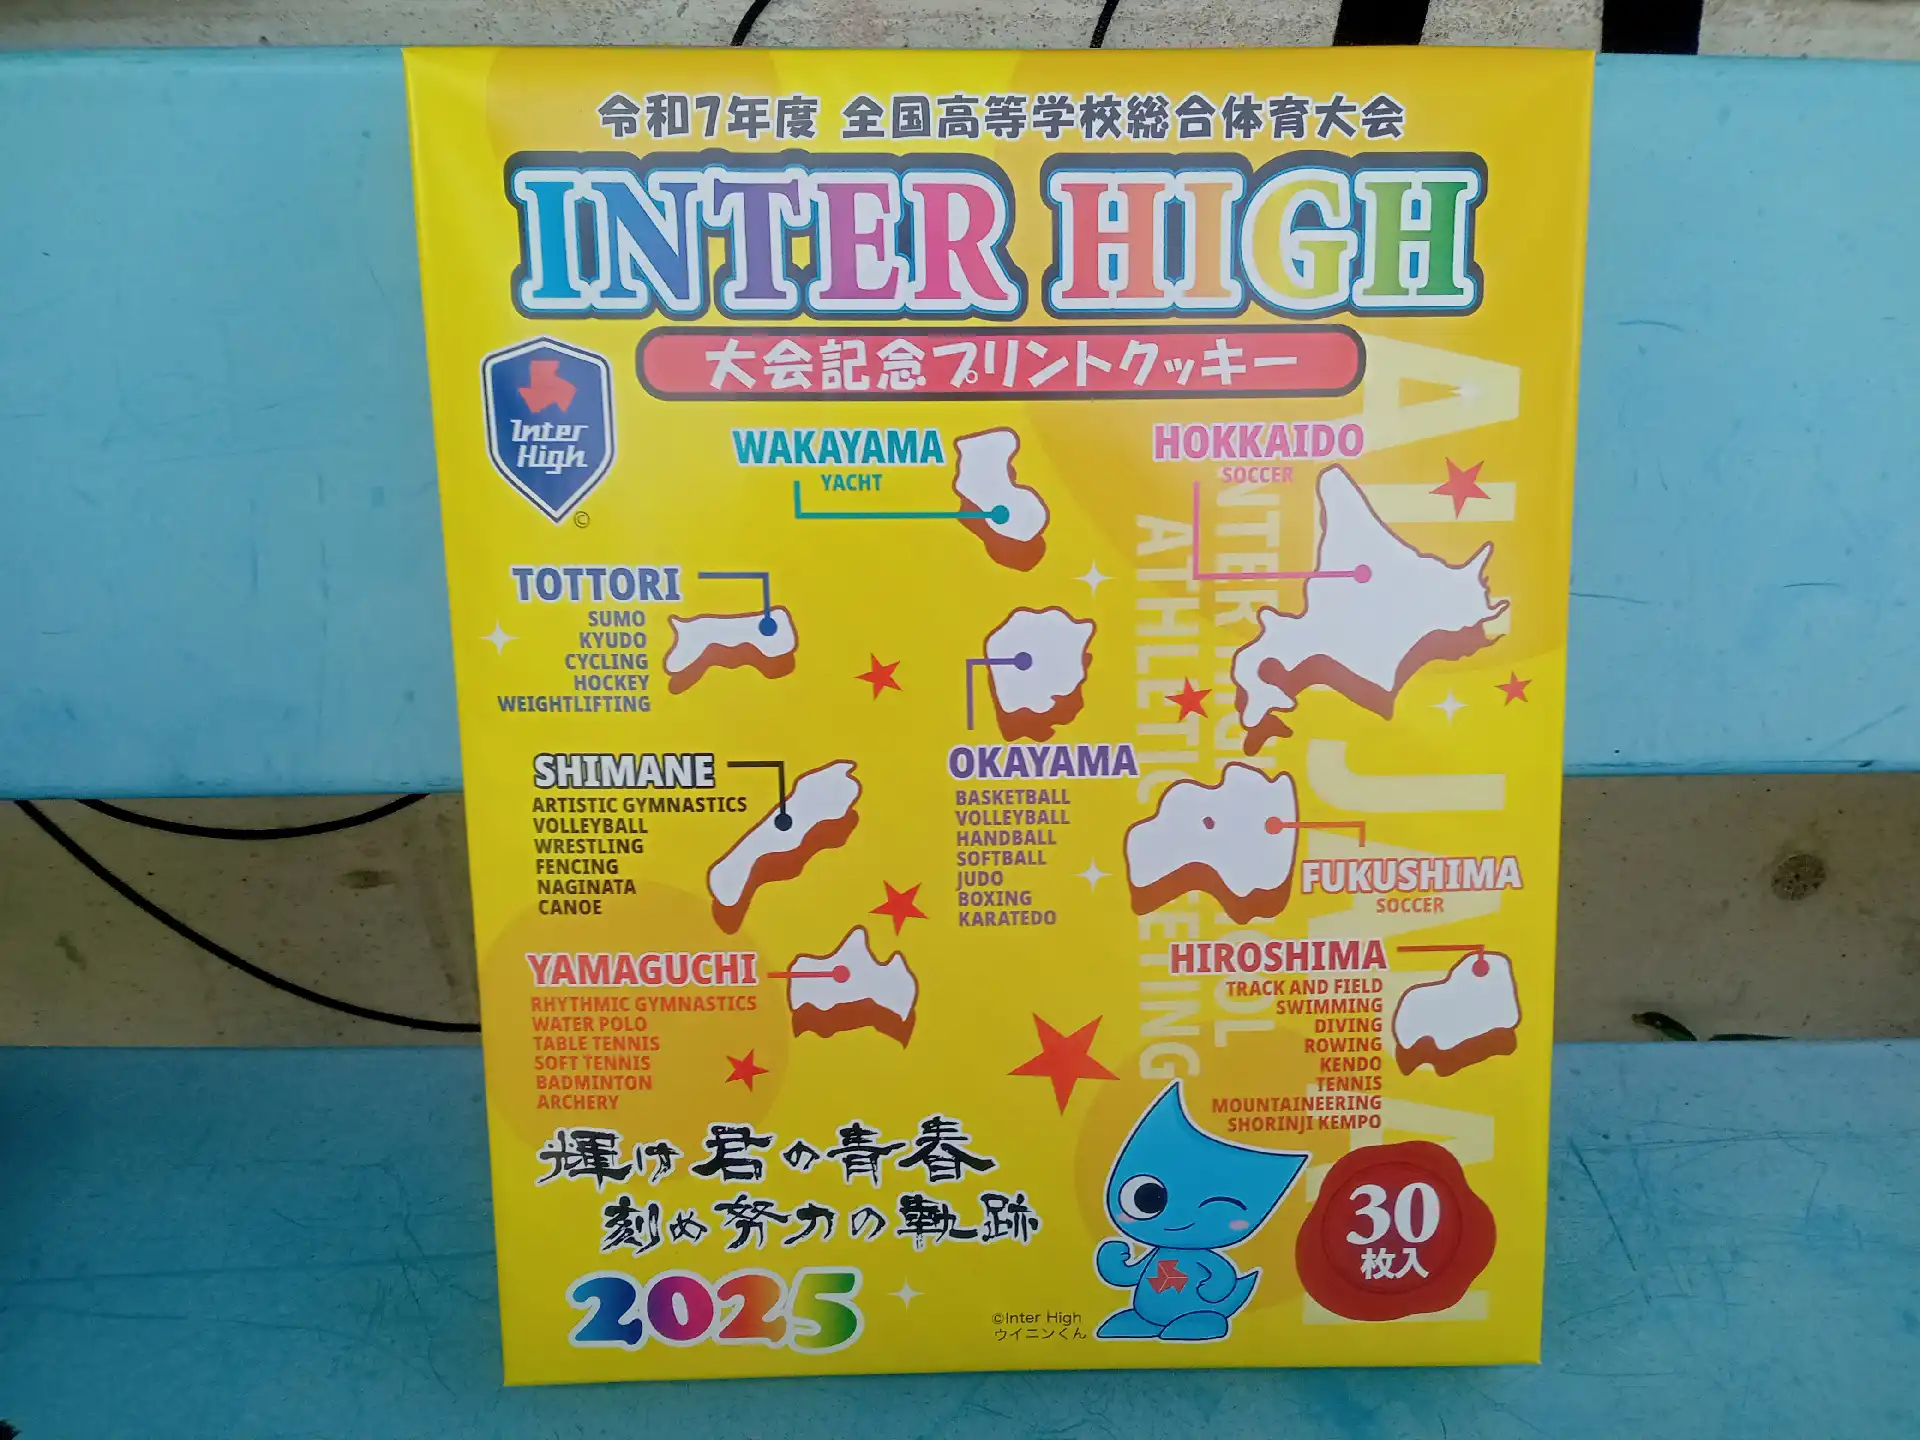 令和7年度 全国高等学校総合体育大会
INTER HIGH
大会記念プリントクッキー
Inter
High
©
WAKAYAMA
YACHT
HOKKAIDO
SOCCER
TOTTORI
SUMO
KYUDO
CYCLING
HOCKEY
WEIGHTLIFTING
SHIMANE
ARTISTIC GYMNASTICS
VOLLEYBALL
WRESTLING
FENCING
NAGINATA
CANOE
OKAYAMA
BASKETBALL
VOLLEYBALL
HANDBALL
SOFTBALL
JUDO
BOXING
KARATEDO
FUKUSHIMA
SOCCER
YAMAGUCHI
RHYTHMIC GYMNASTICS
WATER POLO
TABLE TENNIS
SOFT TENNIS
BADMINTON
ARCHERY
HIROSHIMA
TRACK AND FIELD
SWIMMING
DIVING
ROWING
KENDO
TENNIS
MOUNTAINEERING
SHORINJI KEMPO
輝け君の青春
刻め努力の軌跡
2025
©Inter High
ウイニンくん
30
枚入